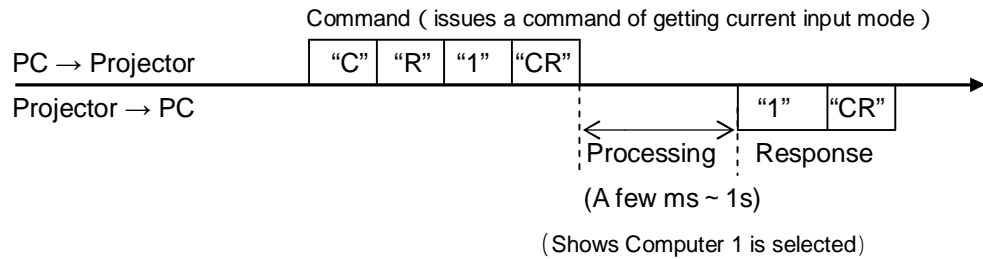 Command ( issues a command of getting current input mode )
PC → Projector “C” “R” “1” “CR”
Projector → PC “1” “CR”
Processing Response
(A few ms ~ 1s)
(Shows Computer 1 is selected)